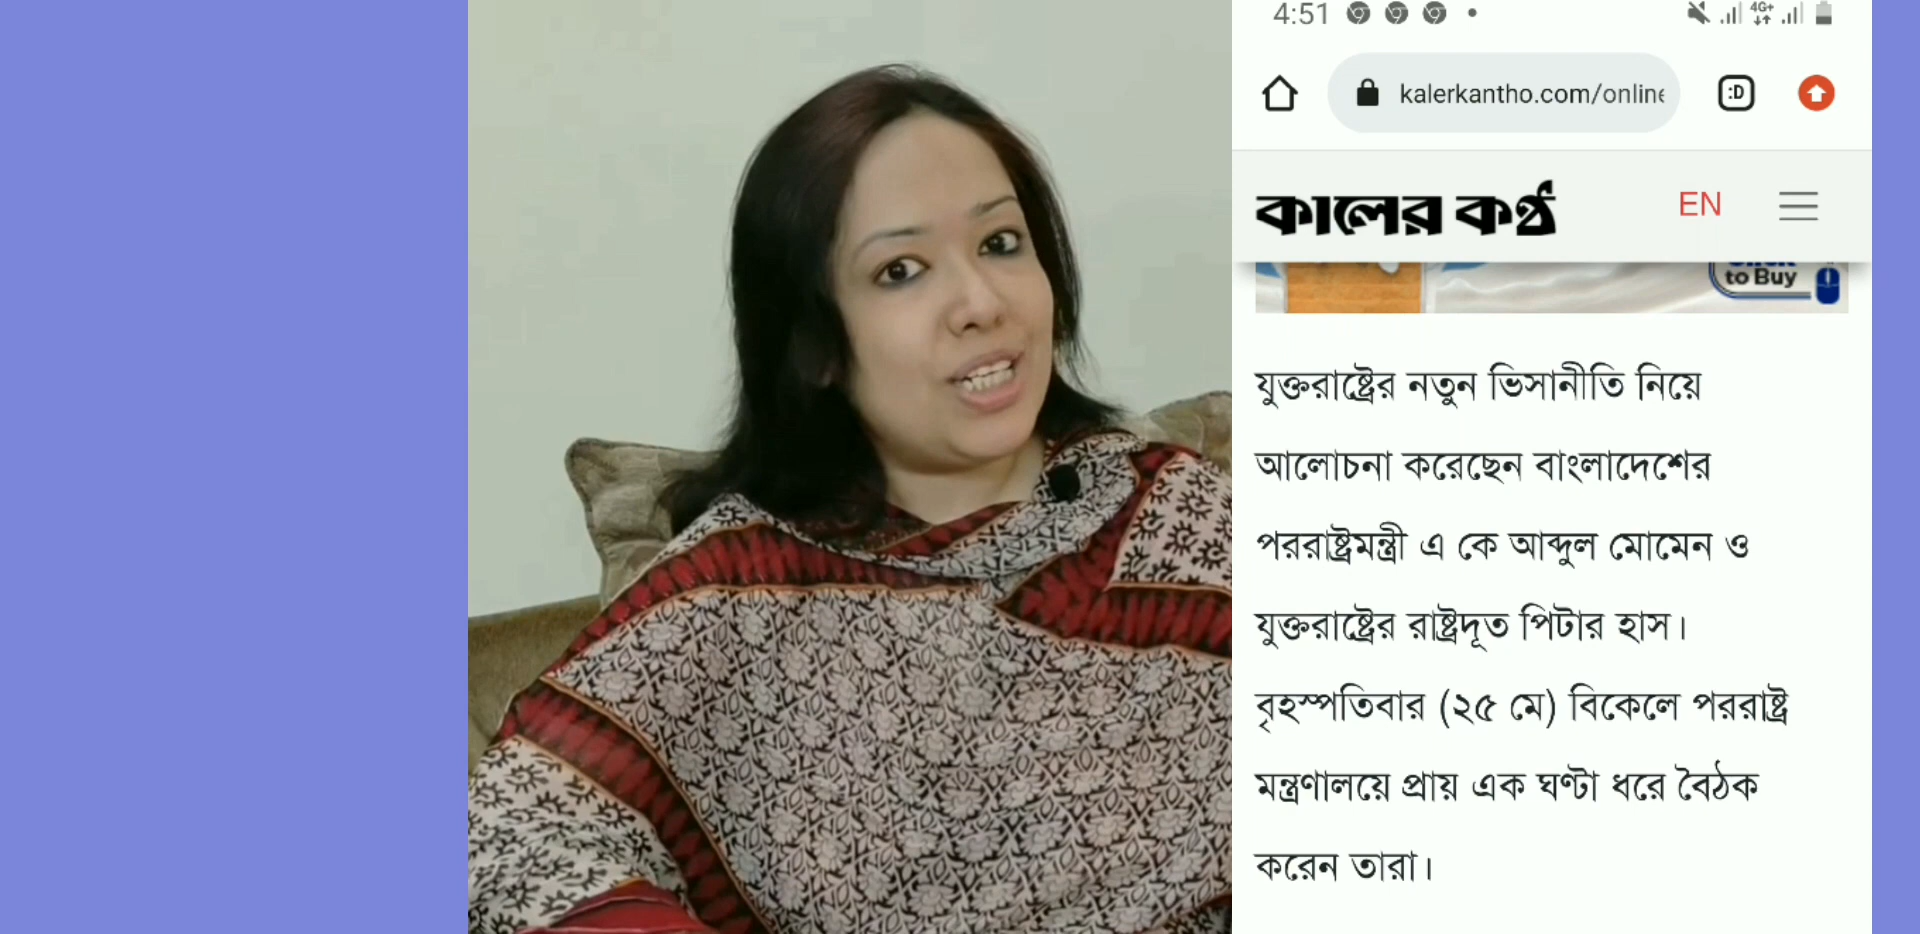 4:51
4G+
kalerkantho.com/online
:D
কালের কণ্ঠ
EN
to Buy
যুক্তরাষ্ট্রের নতুন ভিসানীতি নিয়ে
আলোচনা করেছেন বাংলাদেশের
পররাষ্ট্রমন্ত্রী এ কে আব্দুল মোমেন ও
যুক্তরাষ্ট্রের রাষ্ট্রদূত পিটার হাস।
বৃহস্পতিবার (২৫ মে) বিকেলে পররাষ্ট্র
মন্ত্রণালয়ে প্রায় এক ঘণ্টা ধরে বৈঠক
করেন তারা।